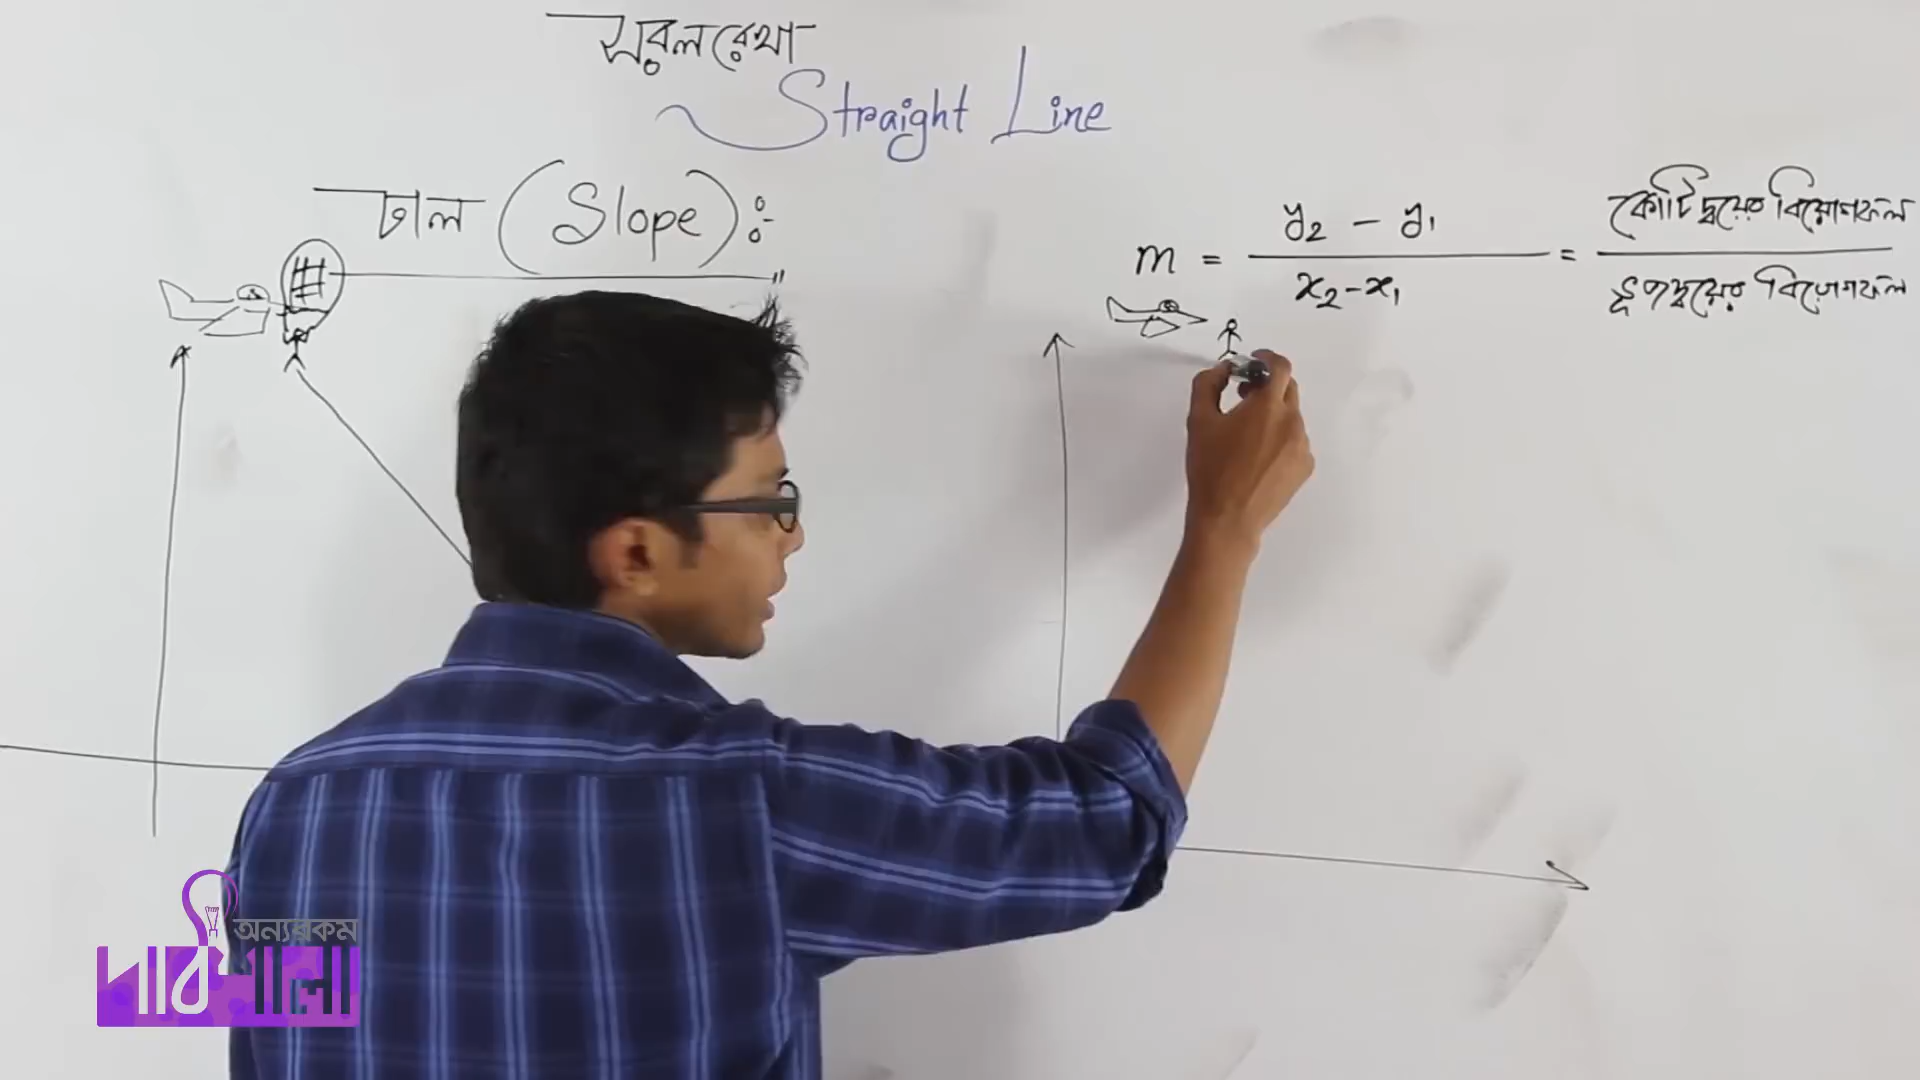 সরলরেখা
Straight Line
ঢাল (Slope):
m = y₂ - y₁ / x₂ - x₁ = কোটিদ্বয়ের বিয়োগফল / ভুজদ্বয়ের বিয়োগফল
অন্যরকম
পাঠশালা